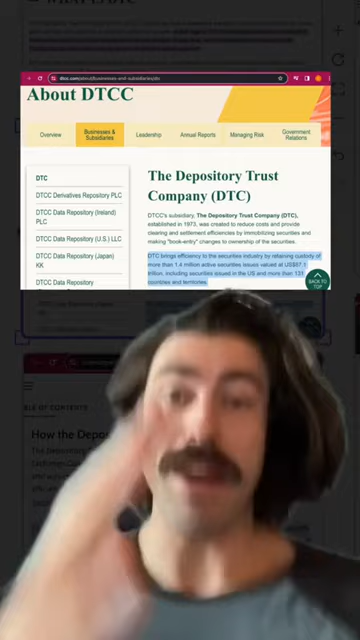 dtcc.com/about/businesses-and-subsidiaries/dtc
About DTCC
Overview
Businesses & Subsidiaries
Leadership
Annual Reports
Managing Risk
Government Relations
DTC
DTCC Derivatives Repository PLC
DTCC Data Repository (Ireland) PLC
DTCC Data Repository (U.S.) LLC
DTCC Data Repository (Japan) KK
DTCC Data Repository
The Depository Trust
Company (DTC)
DTCC's subsidiary, The Depository Trust Company (DTC),
established in 1973, was created to reduce costs and provide
clearing and settlement efficiencies by immobilizing securities and
making "book-entry" changes to ownership of the securities.
DTC brings efficiency to the securities industry by retaining custody of
more than 1.4 million active securities issues valued at US$87.1
trillion, including securities issued in the US and more than 131
countries and territories.
BACK TO
TOP
How the Depos